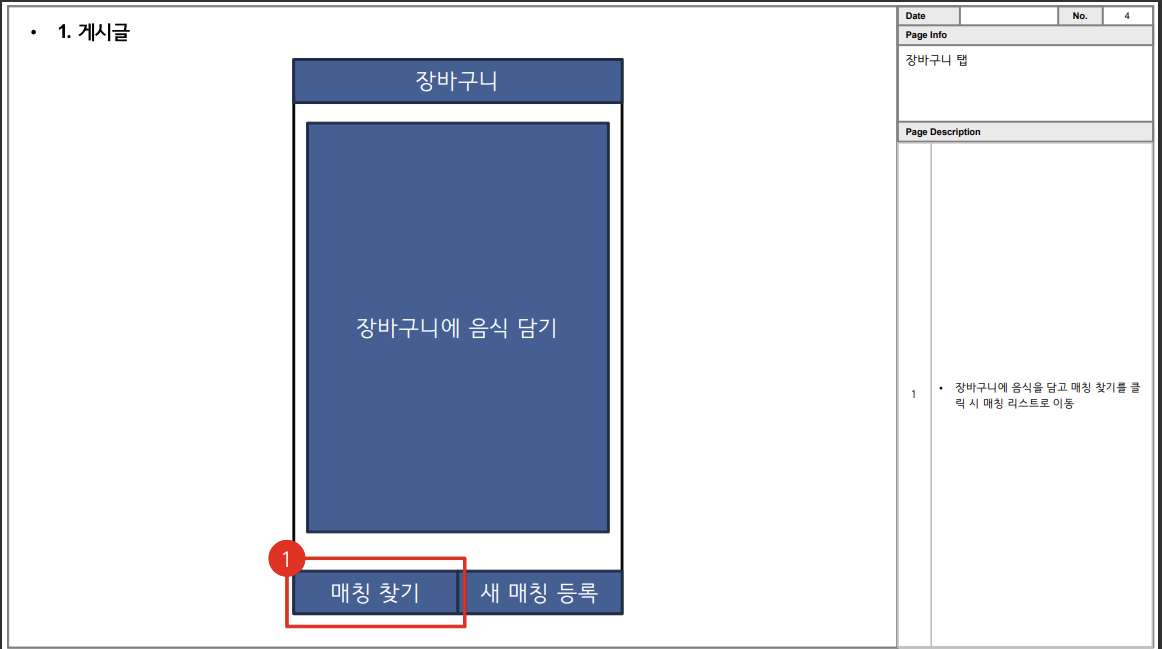 • 1. 게시글
장바구니
장바구니에 음식 담기
1
매칭 찾기
새 매칭 등록
Date
No.
4
Page Info
장바구니 탭
Page Description
1
• 장바구니에 음식을 담고 매칭 찾기를 클
릭 시 매칭 리스트로 이동